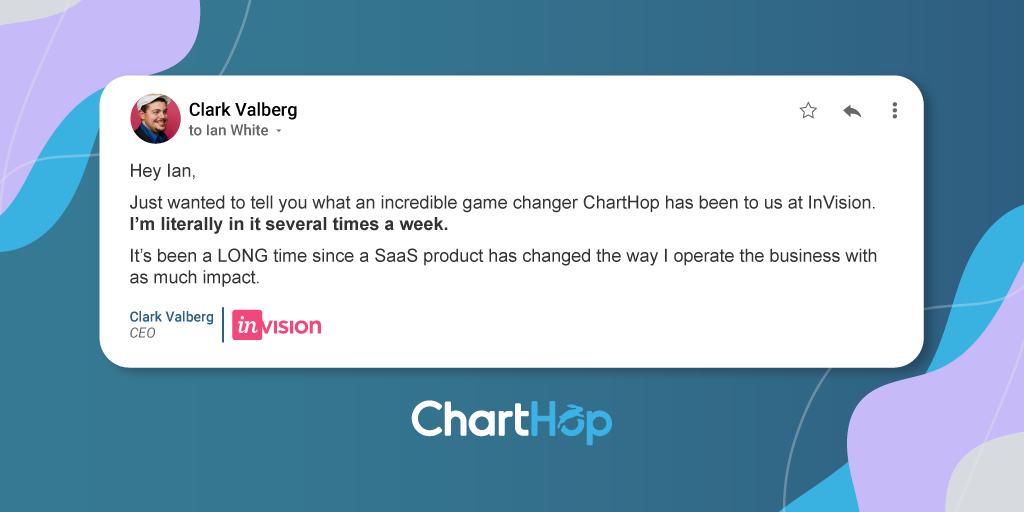 Clark Valberg
to Ian White
Hey Ian,
Just wanted to tell you what an incredible game changer ChartHop has been to us at InVision.
I'm literally in it several times a week.
It's been a LONG time since a SaaS product has changed the way I operate the business with
as much impact.
Clark Valberg
CEO
inVISION
ChartHop